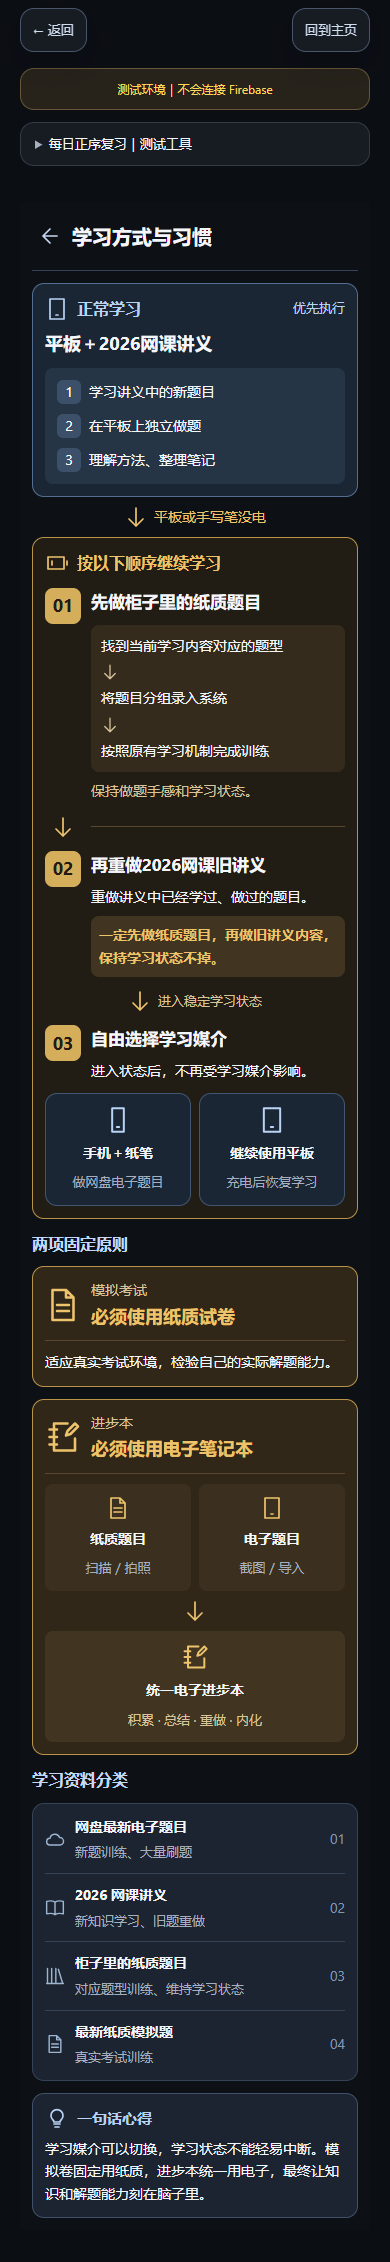 ← 返回
回到主页
测试环境 | 不会连接 Firebase
▶ 每日正序复习 | 测试工具
← 学习方式与习惯
正常学习
优先执行
平板＋2026网课讲义
1 学习讲义中的新题目
2 在平板上独立做题
3 理解方法、整理笔记
↓ 平板或手写笔没电
按以下顺序继续学习
01 先做柜子里的纸质题目
找到当前学习内容对应的题型
↓
将题目分组录入系统
↓
按照原有学习机制完成训练
保持做题手感和学习状态。
↓
02 再重做2026网课旧讲义
重做讲义中已经学过、做过的题目。
一定先做纸质题目，再做旧讲义内容，
保持学习状态不掉。
↓ 进入稳定学习状态
03 自由选择学习媒介
进入状态后，不再受学习媒介影响。
手机＋纸笔
做网盘电子题目
继续使用平板
充电后恢复学习
两项固定原则
模拟考试
必须使用纸质试卷
适应真实考试环境，检验自己的实际解题能力。
进步本
必须使用电子笔记本
纸质题目
扫描 / 拍照
电子题目
截图 / 导入
↓
统一电子进步本
积累 · 总结 · 重做 · 内化
学习资料分类
网盘最新电子题目
新题训练、大量刷题
01
2026 网课讲义
新知识学习、旧题重做
02
柜子里的纸质题目
对应题型训练、维持学习状态
03
最新纸质模拟题
真实考试训练
04
一句话心得
学习媒介可以切换，学习状态不能轻易中断。模
拟卷固定用纸质，进步本统一用电子，最终让知
识和解题能力刻在脑子里。